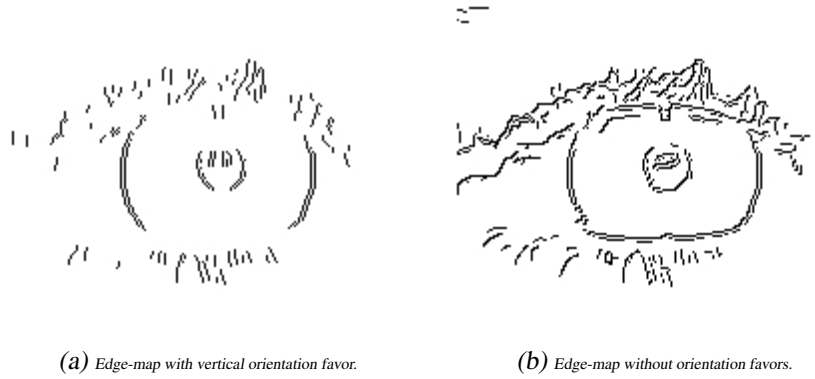 (a) Edge-map with vertical orientation favor.
(b) Edge-map without orientation favors.